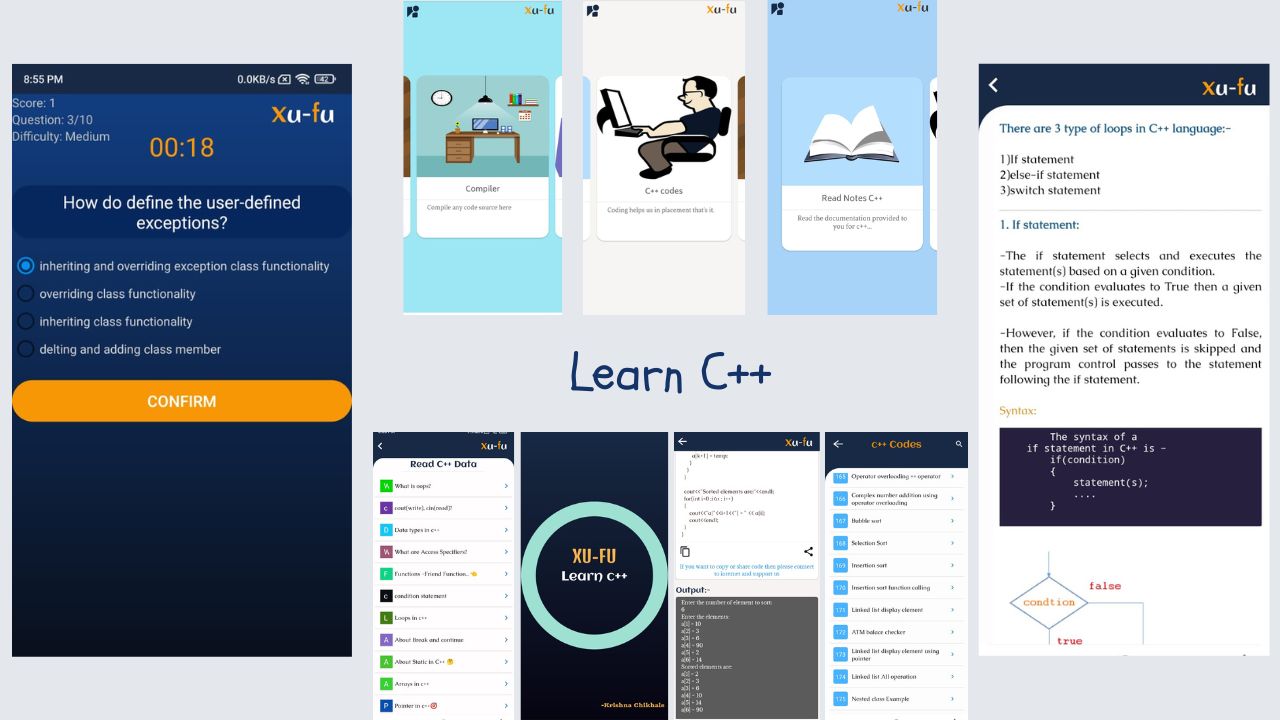 8:55 PM
0.0KB/s
42
Score: 1
Question: 3/10
Difficulty: Medium
xu-fu
00:18
How do define the user-defined
exceptions?
inheriting and overriding exception class functionality
overriding class functionality
inheriting class functionality
delting and adding class member
CONFIRM
xu-fu
Compiler
Compile any code source here
xu-fu
C++ codes
Coding helps us in placement that's it.
xu-fu
Read Notes C++
Read the documentation provided to
you for c++...
Learn C++
xu-fu
Read C++ Data
W What is oops?
c cout(write), cin(read)?
D Data types in c++
W What are Access Specifiers?
F Functions -Friend Function..
c condition statement
L Loops in c++
A About Break and continue
A About Static in C++
A Arrays in c++
P Pointer in c++
XU-FU
Learn c++
-Krishna Chikhale
xu-fu
a[k+1] = temp;
}
}
}
cout<<"Sorted elements are:"<<endl;
for(int i=0 ;i<x ; i++)
{
cout<<"a["<<i+1<<"] = " << a[i];
cout<<endl;
}
}
If you want to copy or share code then please connect
to internet and support us
Output:-
Enter the number of element to sort:
6
Enter the elements:
a[1] = 10
a[2] = 3
a[3] = 6
a[4] = 90
a[5] = 2
a[6] = 14
Sorted elements are:
a[1] = 2
a[2] = 3
a[3] = 6
a[4] = 10
a[5] = 14
a[6] = 90
c++ Codes
165 Operator overloading ++ operator
166 Complex number addition using
operator overloading
167 Bubble sort
168 Selection Sort
169 Insertion sort
170 Insertion sort function calling
171 Linked list display element
172 ATM balace checker
173 Linked list display element using
pointer
174 Linked list All operation
175 Nested class Example
xu-fu
There are 3 type of loops in C++ language:-
1)If statement
2)else-if statement
3)switch statement
1. If statement:
-The if statement selects and executes the
statement(s) based on a given condition.
-If the condition evaluates to True then a given
set of statement(s) is executed.
-However, if the condition evaluates to False,
then the given set of statements is skipped and
the program control passes to the statement
following the if statement.
Syntax:
The syntax of a
if statement in C++ is -
if(condition)
{
statement(s);
....
}
false
condtion
true